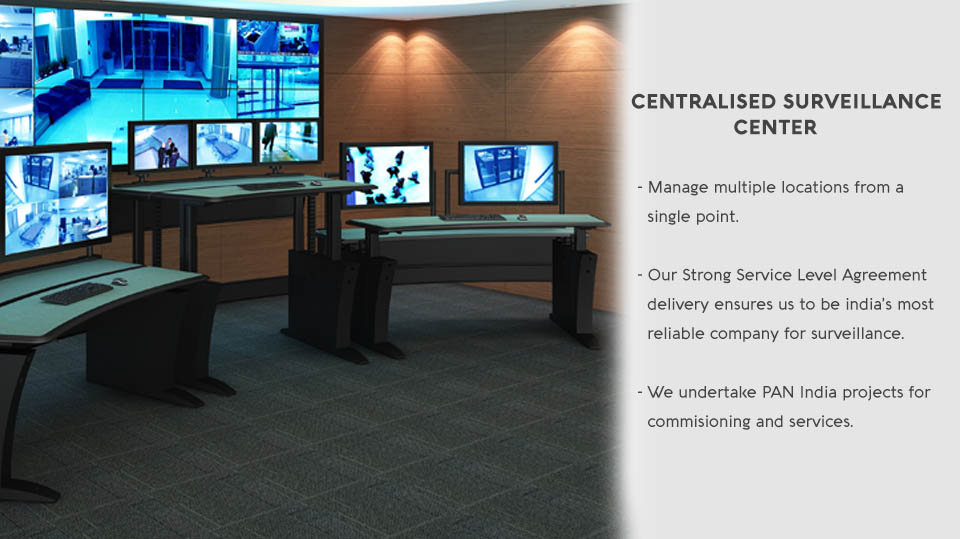 CENTRALISED SURVEILLANCE
CENTER
- Manage multiple locations from a
single point.
- Our Strong Service Level Agreement
delivery ensures us to be india's most
reliable company for surveillance.
- We undertake PAN India projects for
commisioning and services.